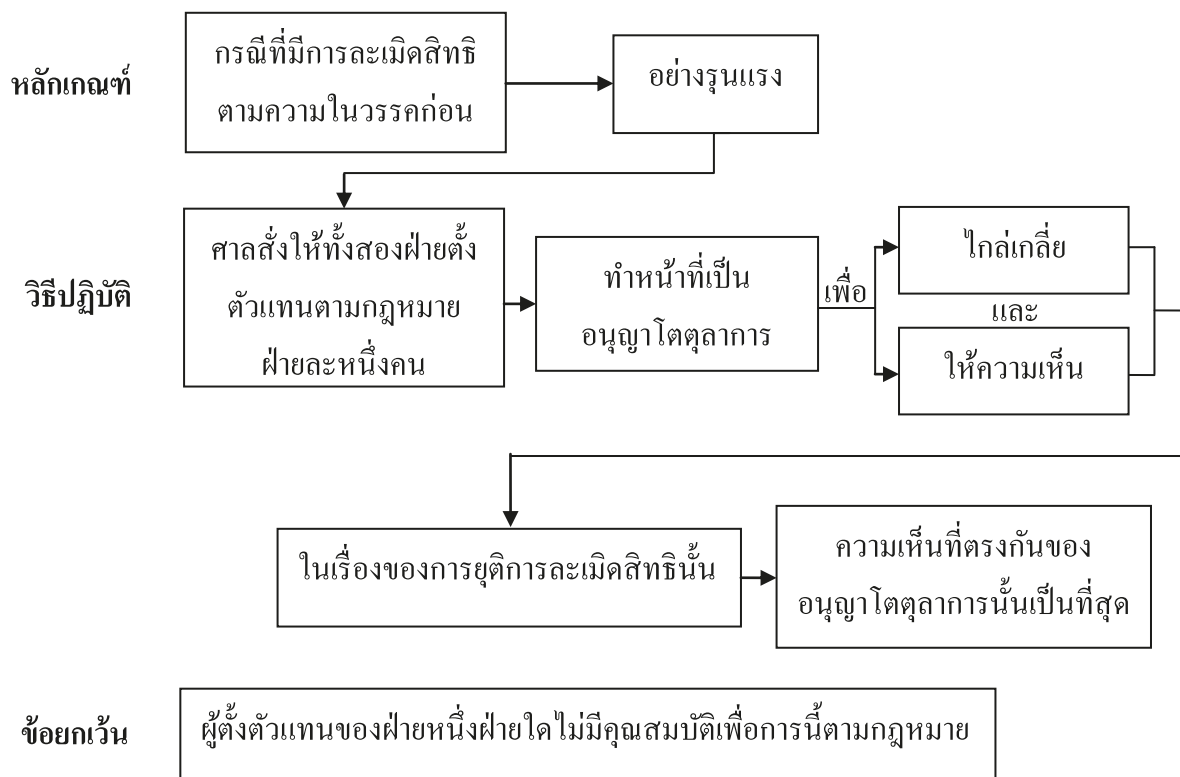 หลักเกณฑ์
กรณีที่มีการละเมิดสิทธิ
ตามความในวรรคก่อน
อย่างรุนแรง
วิธีปฏิบัติ
ศาลสั่งให้ทั้งสองฝ่ายตั้ง
ตัวแทนตามกฎหมาย
ฝ่ายละหนึ่งคน
ทำหน้าที่เป็น
อนุญาโตตุลาการ
เพื่อ
ไกล่เกลี่ย
และ
ให้ความเห็น
ในเรื่องของการยุติการละเมิดสิทธินั้น
ความเห็นที่ตรงกันของ
อนุญาโตตุลาการนั้นเป็นที่สุด
ข้อยกเว้น
ผู้ตั้งตัวแทนของฝ่ายหนึ่งฝ่ายใดไม่มีคุณสมบัติเพื่อการนี้ตามกฎหมาย